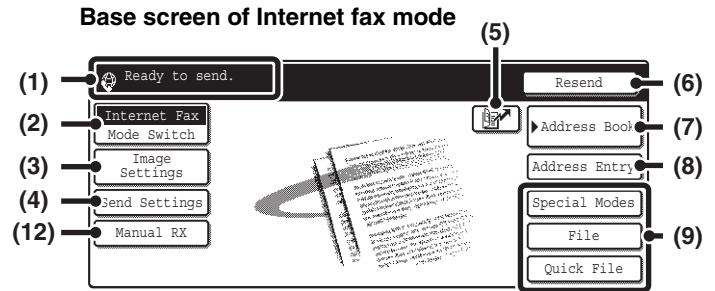 Base screen of Internet fax mode
(5)
(1)
Ready to send.
Resend
(6)
(2)
Internet Fax
Mode Switch
Address Book
(7)
(3)
Image
Settings
Address Entry
(8)
(4)
Send Settings
Special Modes
(12)
Manual RX
File
(9)
Quick File